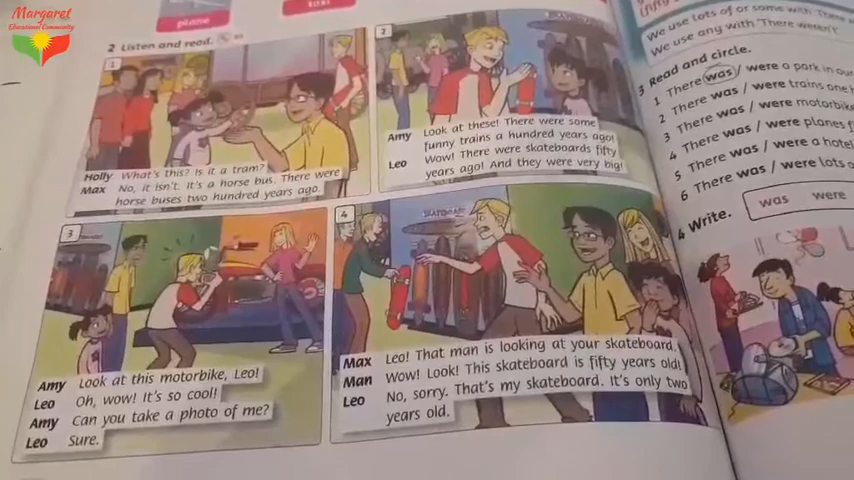 Margaret
Educational Community
plane
taxi
2 Listen and read.
1
Holly What's this? Is it a tram?
Max No, it isn't. It's a horse bus. There were
horse buses two hundred years ago.
2
Amy Look at these! There were some
funny trains a hundred years ago!
Leo Wow! There were skateboards fifty
years ago! And they were very big!
3
Amy Look at this motorbike, Leo!
Leo Oh, wow! It's so cool!
Amy Can you take a photo of me?
Leo Sure.
4
SKATEBOARDS
Max Leo! That man is looking at your skateboard.
Man Wow! Look! This skateboard is fifty years old!
Leo No, sorry. That's my skateboard. It's only two
years old.
We use lots of or some with 'There were
We use any with 'There weren't'
3 Read and circle.
1 There was / were a park in our
2 There was / were trains one h
3 There was / were motorbike
4 There was / were planes f
5 There was / were a hotel
6 There was / were lots o
4 Write.
was were